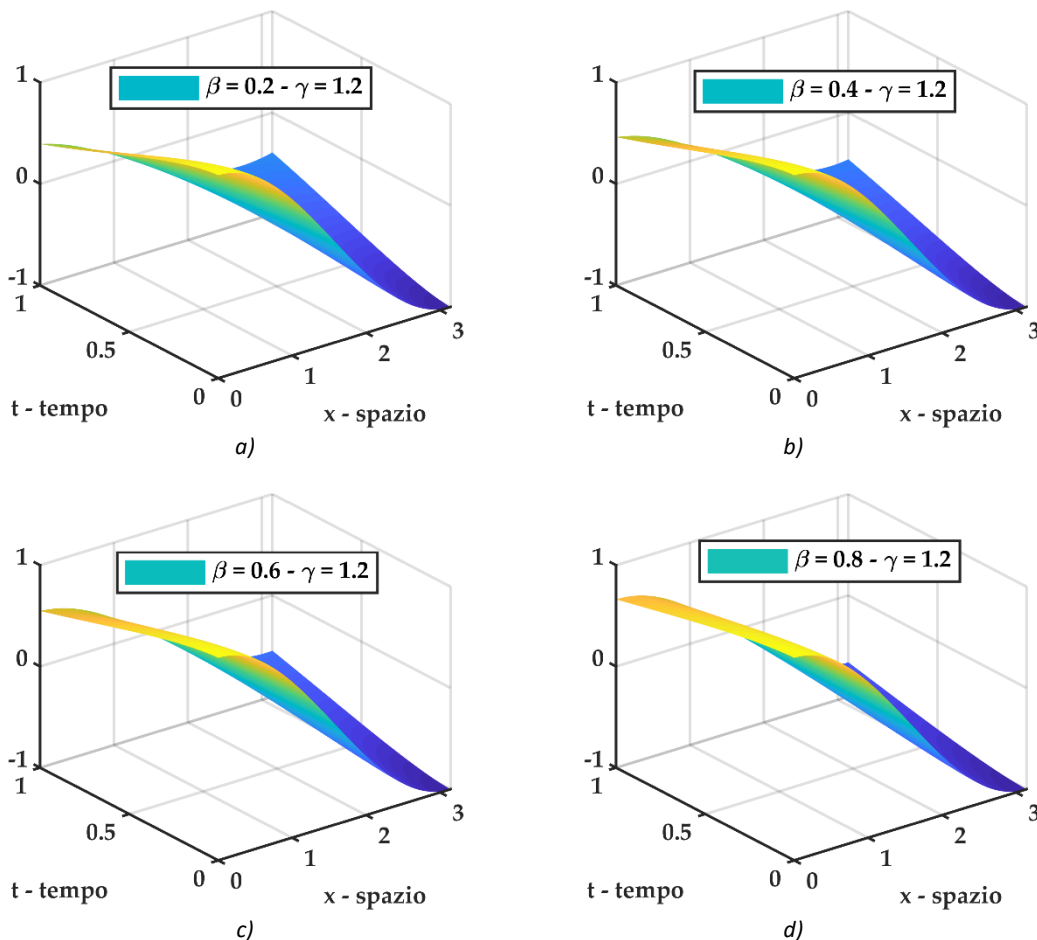 β = 0.2 - γ = 1.2
1
0
-1
1
0.5
0
0
1
2
3
t - tempo
x - spazio
a)
β = 0.4 - γ = 1.2
1
0
-1
1
0.5
0
0
1
2
3
t - tempo
x - spazio
b)
β = 0.6 - γ = 1.2
1
0
-1
1
0.5
0
0
1
2
3
t - tempo
x - spazio
c)
β = 0.8 - γ = 1.2
1
0
-1
1
0.5
0
0
1
2
3
t - tempo
x - spazio
d)